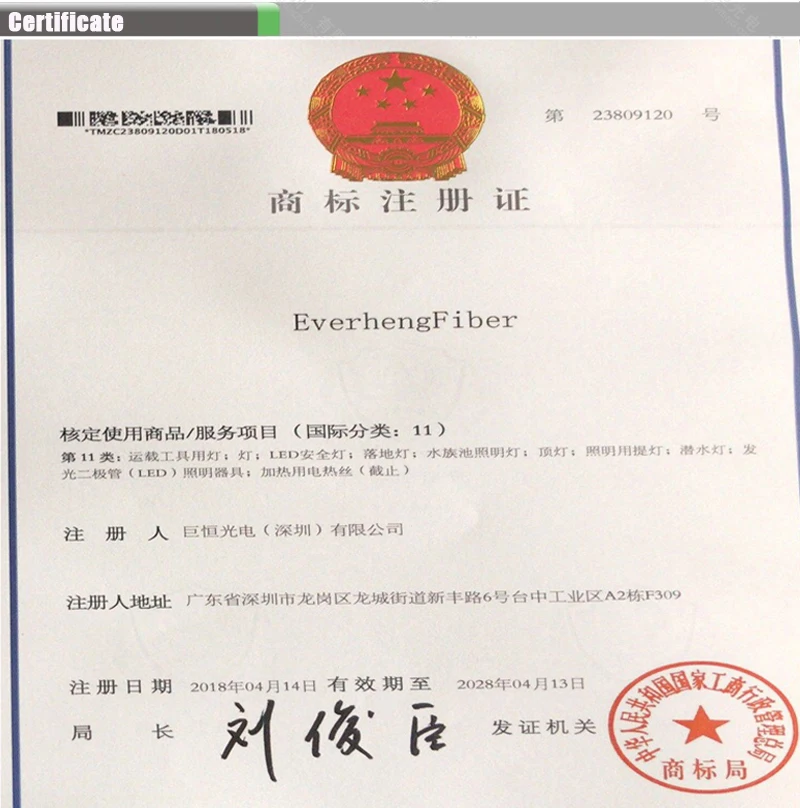 Certificate
*TMZC23809120D01T180518*
第 23809120 号
商标注册证
EverhengFiber
核定使用商品/服务项目（国际分类：11）
第 11 类：运载工具用灯；灯；LED安全灯；落地灯；水族池照明灯；顶灯；照明用提灯；潜水灯；发
光二极管（LED）照明器具；加热用电热丝（截止）
注 册 人 巨恒光电（深圳）有限公司
注册人地址 广东省深圳市龙岗区龙城街道新丰路6号台中工业区A2栋F309
注册日期 2018年04月14日 有效期至 2028年04月13日
局 长 刘俊臣 发证机关
中华人民共和国国家工商行政管理总局
商标局